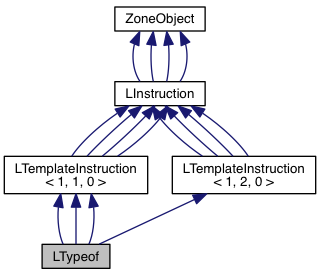 ZoneObject
LInstruction
LTemplateInstruction
< 1, 1, 0 >
LTemplateInstruction
< 1, 2, 0 >
LTypeof